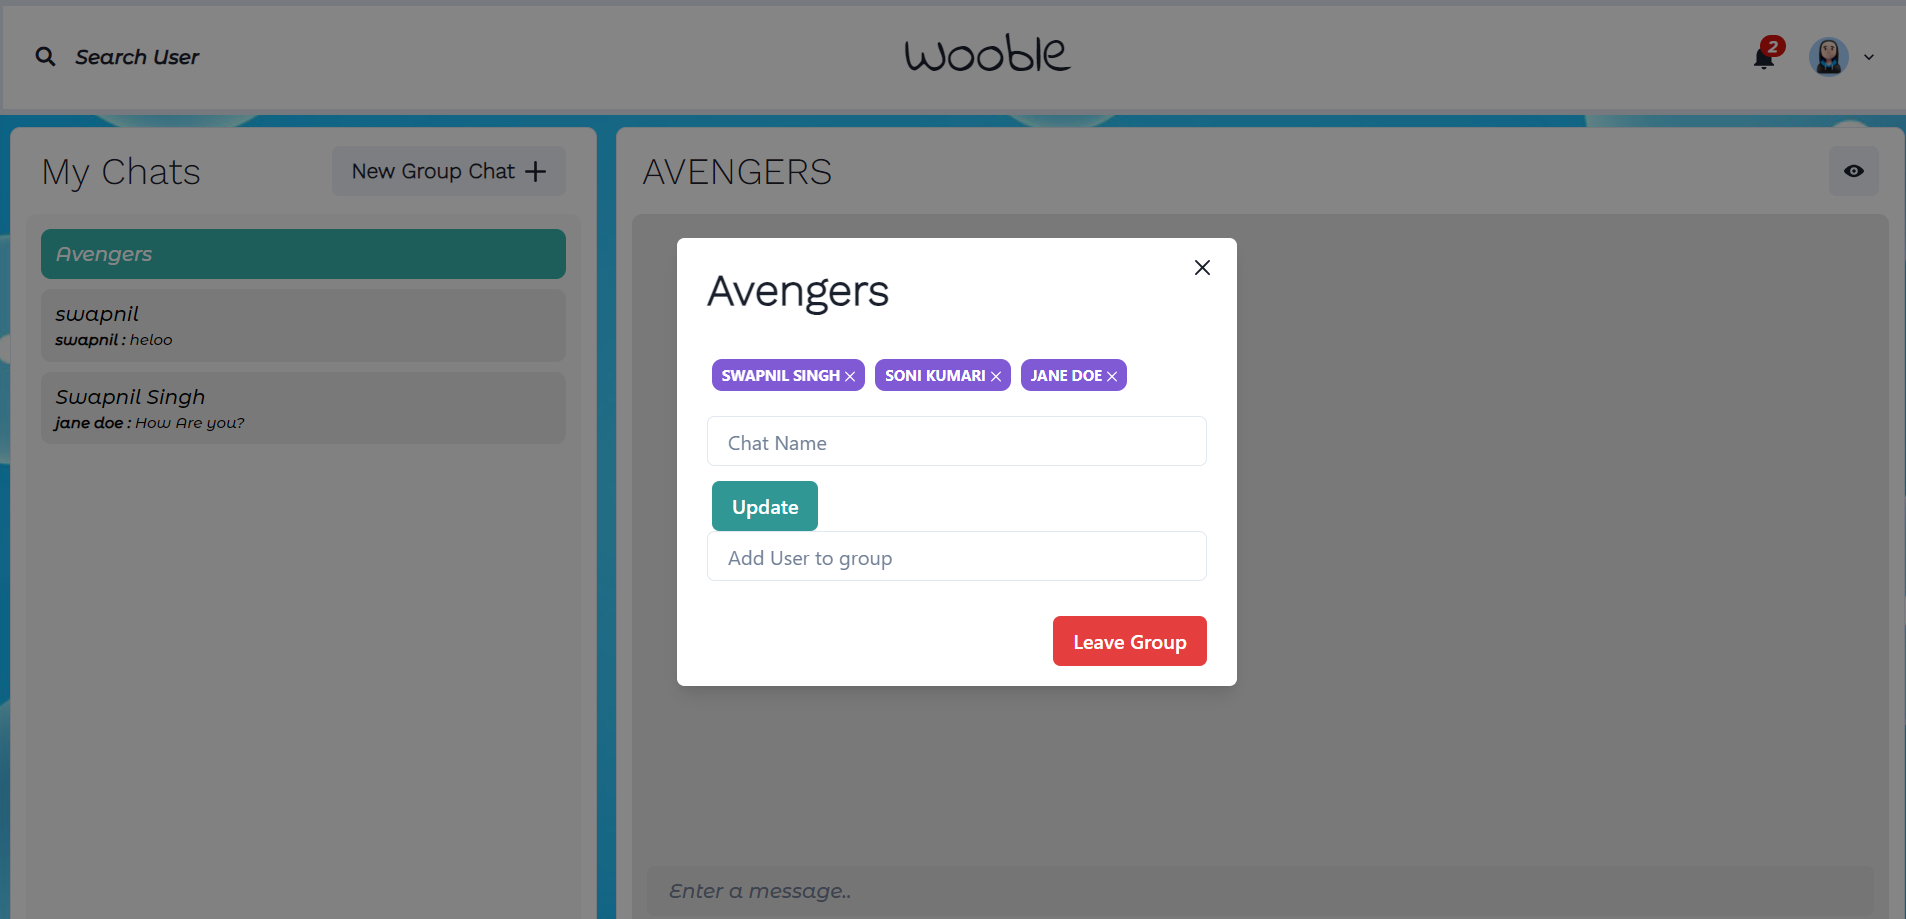 Search User
wooble
2
My Chats
New Group Chat
Avengers
swapnil
swapnil : heloo
Swapnil Singh
jane doe : How Are you?
AVENGERS
Avengers
SWAPNIL SINGH
SONI KUMARI
JANE DOE
Chat Name
Update
Add User to group
Leave Group
Enter a message..